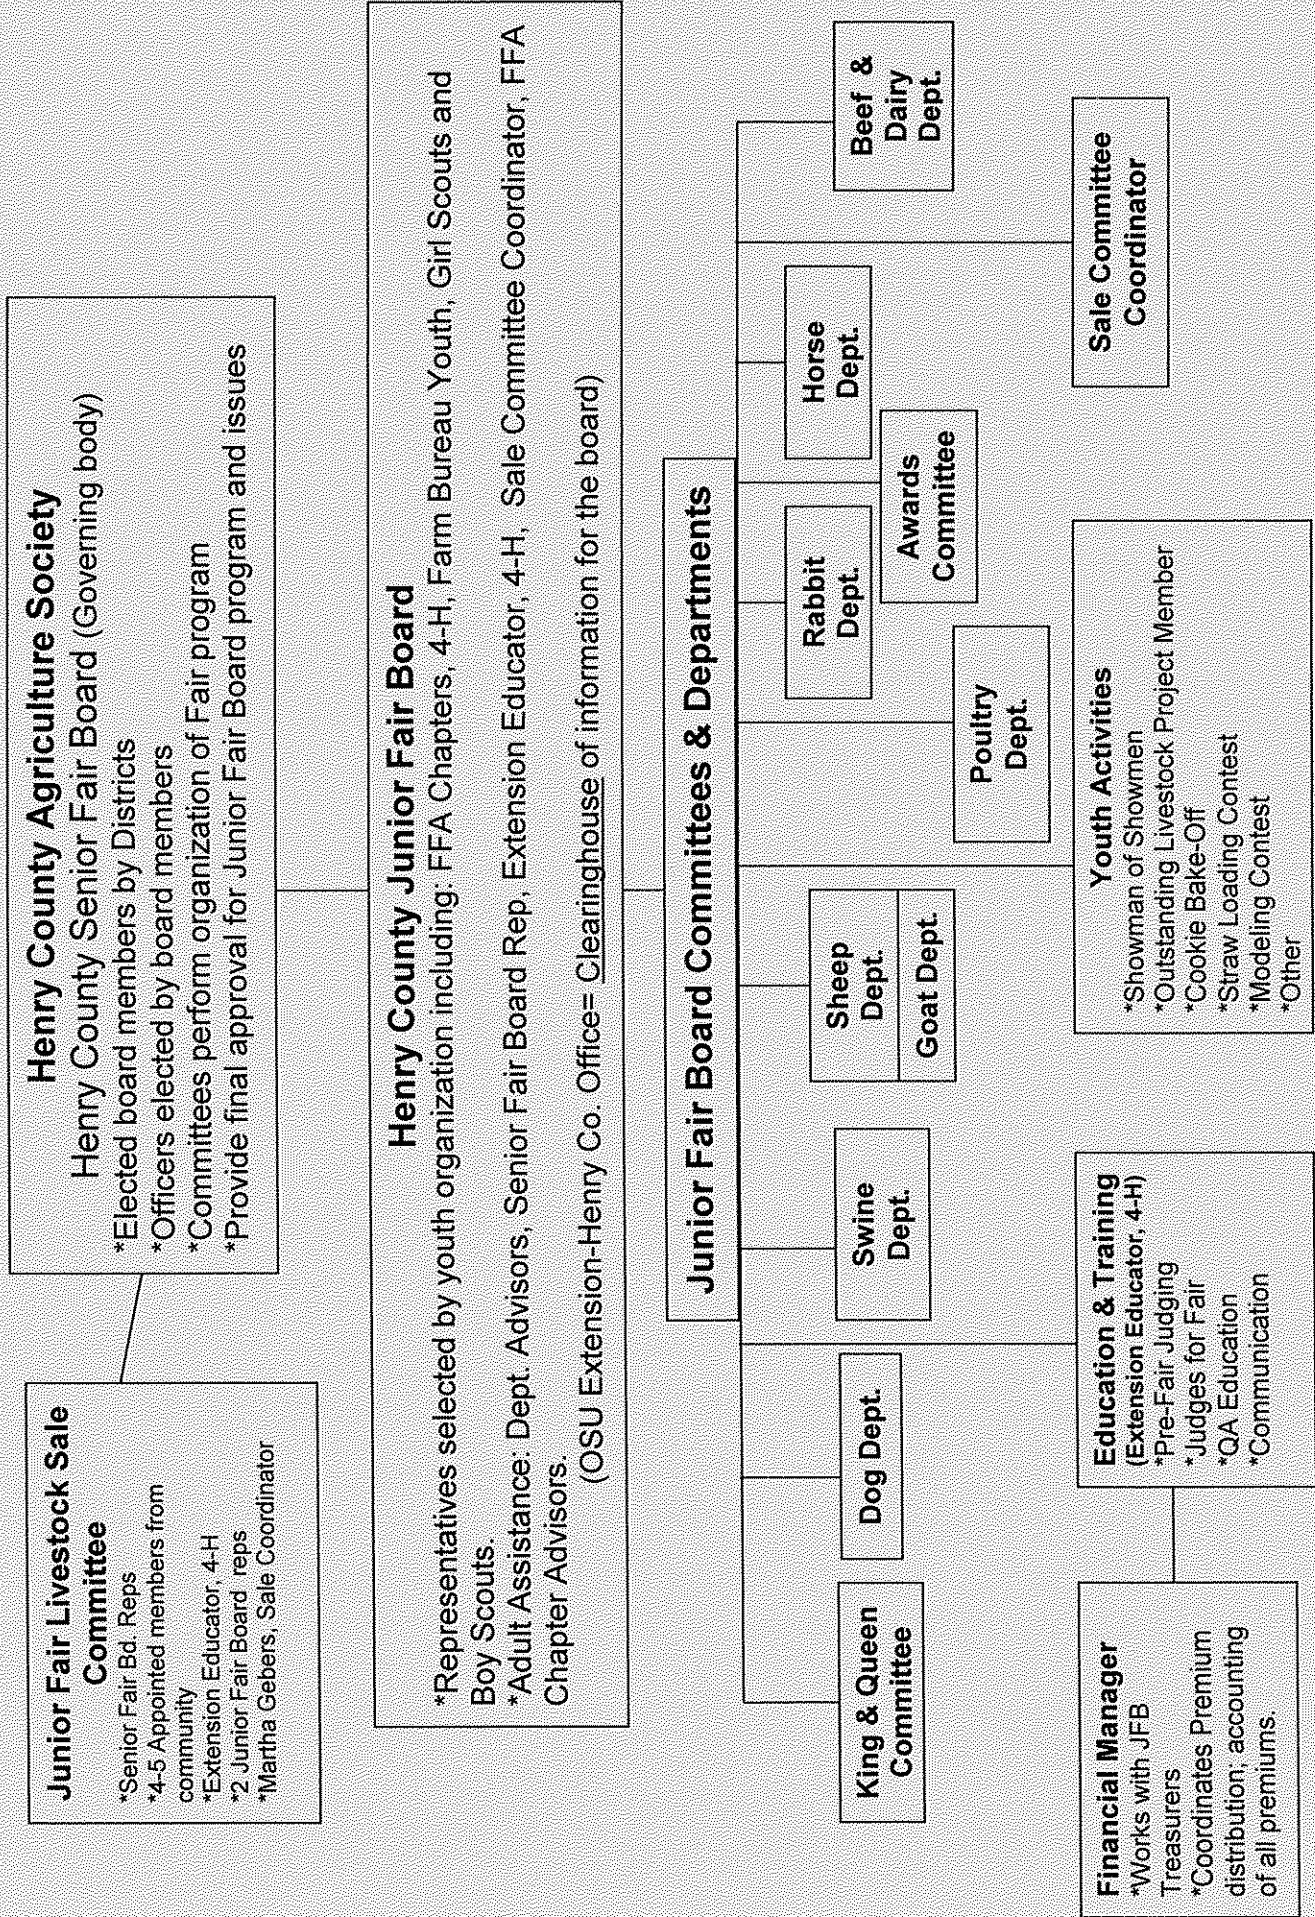 Henry County Agriculture Society
Henry County Senior Fair Board (Governing body)
*Elected board members by Districts
*Officers elected by board members
*Committees perform organization of Fair program
*Provide final approval for Junior Fair Board program and issues
Junior Fair Livestock Sale
Committee
*Senior Fair Bd. Reps
*4-5 Appointed members from
community
*Extension Educator, 4-H
*2 Junior Fair Board reps
*Martha Gebers, Sale Coordinator
Henry County Junior Fair Board
*Representatives selected by youth organization including: FFA Chapters, 4-H, Farm Bureau Youth, Girl Scouts and
Boy Scouts.
*Adult Assistance: Dept. Advisors, Senior Fair Board Rep, Extension Educator, 4-H, Sale Committee Coordinator, FFA
Chapter Advisors.
(OSU Extension-Henry Co. Office= Clearinghouse of information for the board)
Junior Fair Board Committees & Departments
King & Queen
Committee
Dog Dept.
Swine
Dept.
Sheep
Dept.
Goat Dept.
Poultry
Dept.
Rabbit
Dept.
Awards
Committee
Horse
Dept.
Beef &
Dairy
Dept.
Financial Manager
*Works with JFB
Treasurers
*Coordinates Premium
distribution; accounting
of all premiums.
Education & Training
(Extension Educator, 4-H)
*Pre-Fair Judging
*Judges for Fair
*QA Education
*Communication
Youth Activities
*Showman of Showmen
*Outstanding Livestock Project Member
*Cookie Bake-Off
*Straw Loading Contest
*Modeling Contest
*Other
Sale Committee
Coordinator